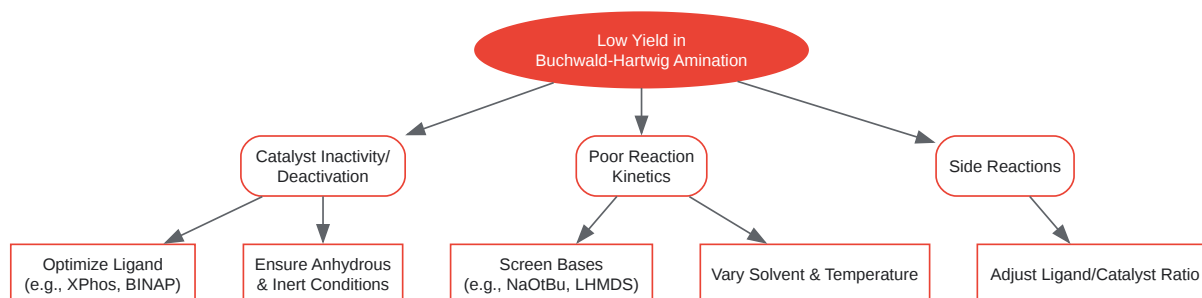 Low Yield in
Buchwald-Hartwig Amination
Catalyst Inactivity/
Deactivation
Poor Reaction
Kinetics
Side Reactions
Optimize Ligand
(e.g., XPhos, BINAP)
Ensure Anhydrous
& Inert Conditions
Screen Bases
(e.g., NaOtBu, LHMDS)
Vary Solvent & Temperature
Adjust Ligand/Catalyst Ratio